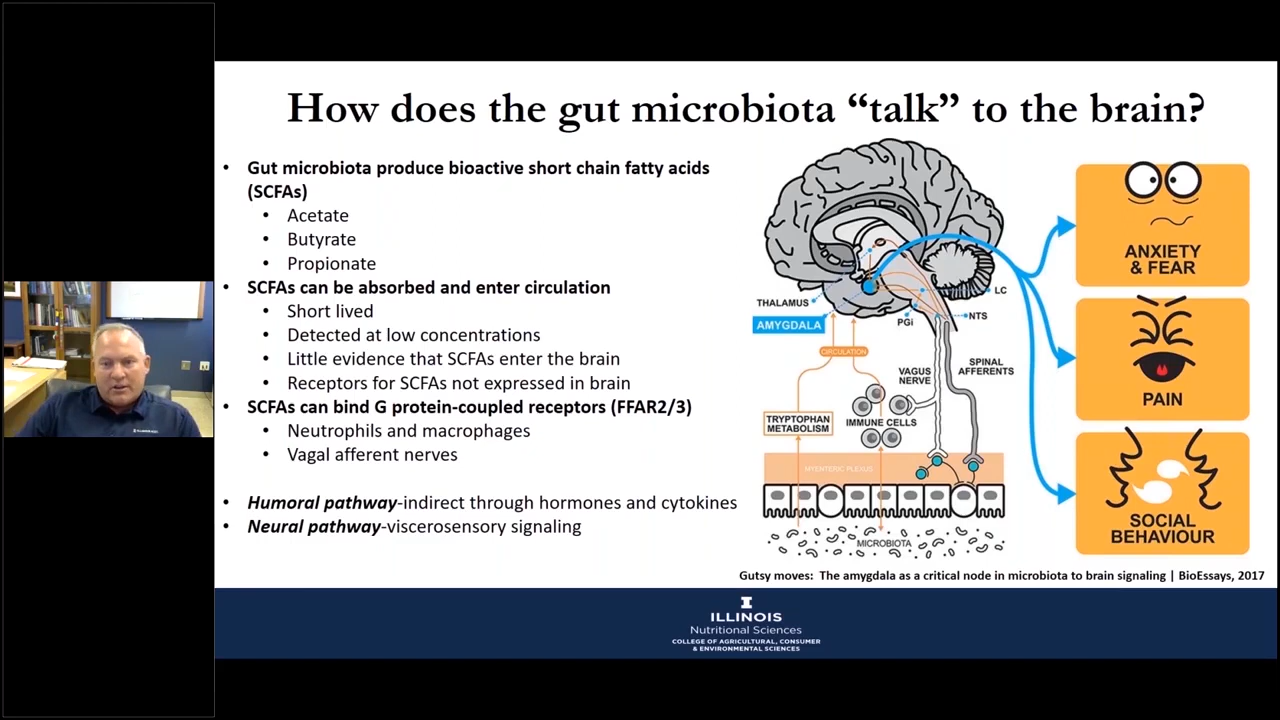 How does the gut microbiota “talk” to the brain?
• Gut microbiota produce bioactive short chain fatty acids
(SCFAs)
• Acetate
• Butyrate
• Propionate
• SCFAs can be absorbed and enter circulation
• Short lived
• Detected at low concentrations
• Little evidence that SCFAs enter the brain
• Receptors for SCFAs not expressed in brain
• SCFAs can bind G protein-coupled receptors (FFAR2/3)
• Neutrophils and macrophages
• Vagal afferent nerves
• Humoral pathway-indirect through hormones and cytokines
• Neural pathway-viscerosensory signaling
THALAMUS
AMYGDALA
LC
NTS
PGi
CIRCULATION
VAGUS
NERVE
SPINAL
AFFERENTS
TRYPTOPHAN
METABOLISM
IMMUNE CELLS
MYENTERIC PLEXUS
MICROBIOTA
ANXIETY
& FEAR
PAIN
SOCIAL
BEHAVIOUR
Gutsy moves: The amygdala as a critical node in microbiota to brain signaling | BioEssays, 2017
I
ILLINOIS
Nutritional Sciences
COLLEGE OF AGRICULTURAL, CONSUMER
& ENVIRONMENTAL SCIENCES